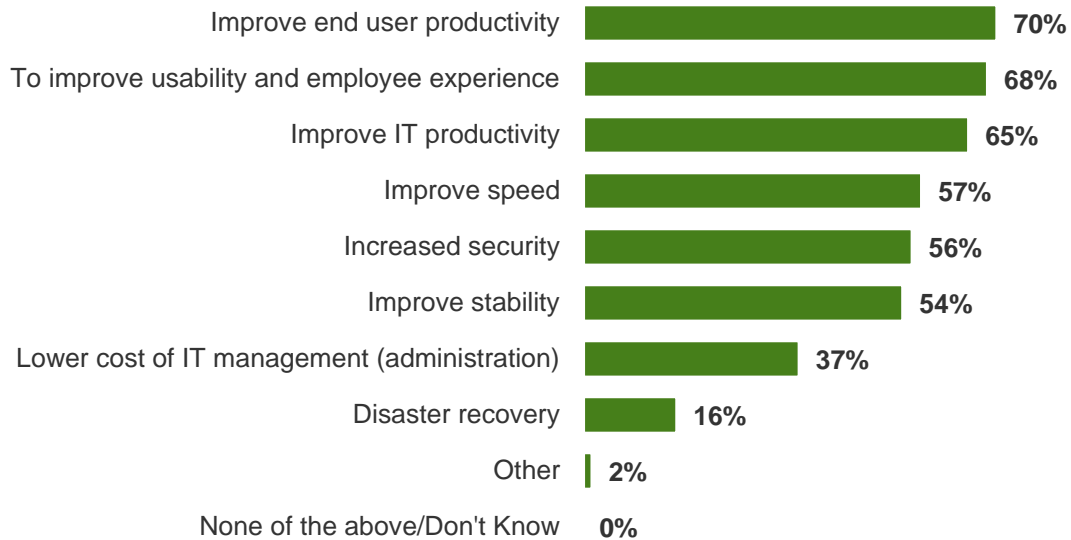 Improve end user productivity 70%
To improve usability and employee experience 68%
Improve IT productivity 65%
Improve speed 57%
Increased security 56%
Improve stability 54%
Lower cost of IT management (administration) 37%
Disaster recovery 16%
Other 2%
None of the above/Don't Know 0%